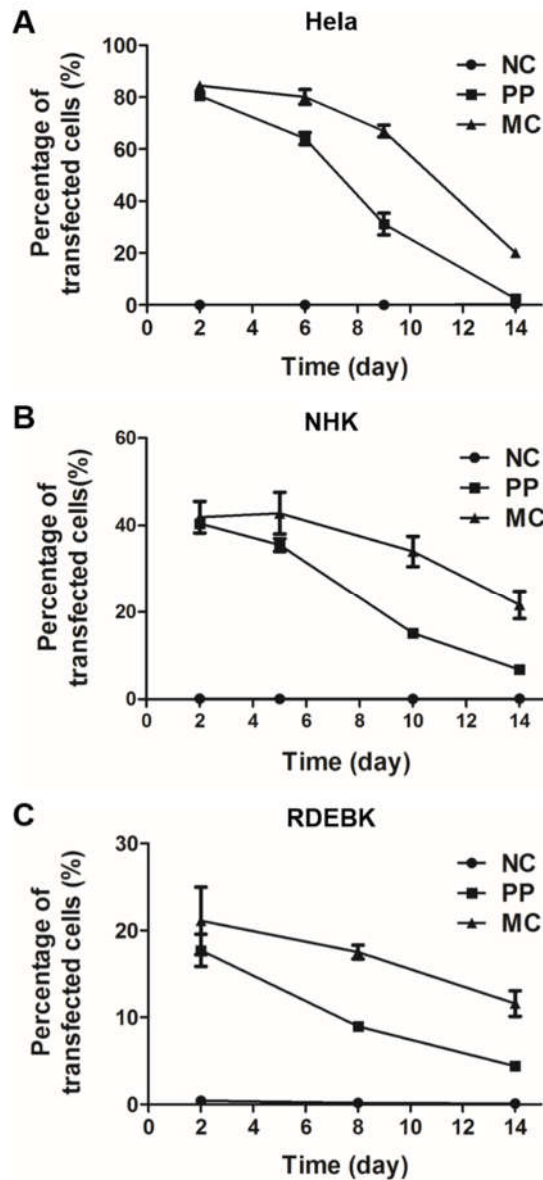 A
Hela
Percentage of
transfected cells (%)
100
80
60
40
20
0
NC
PP
MC
0 2 4 6 8 10 12 14
Time (day)
B
NHK
Percentage of
transfected cells(%)
60
40
20
0
NC
PP
MC
0 2 4 6 8 10 12 14
Time (day)
C
RDEBK
Percentage of
transfected cells (%)
30
20
10
0
NC
PP
MC
0 2 4 6 8 10 12 14
Time (day)